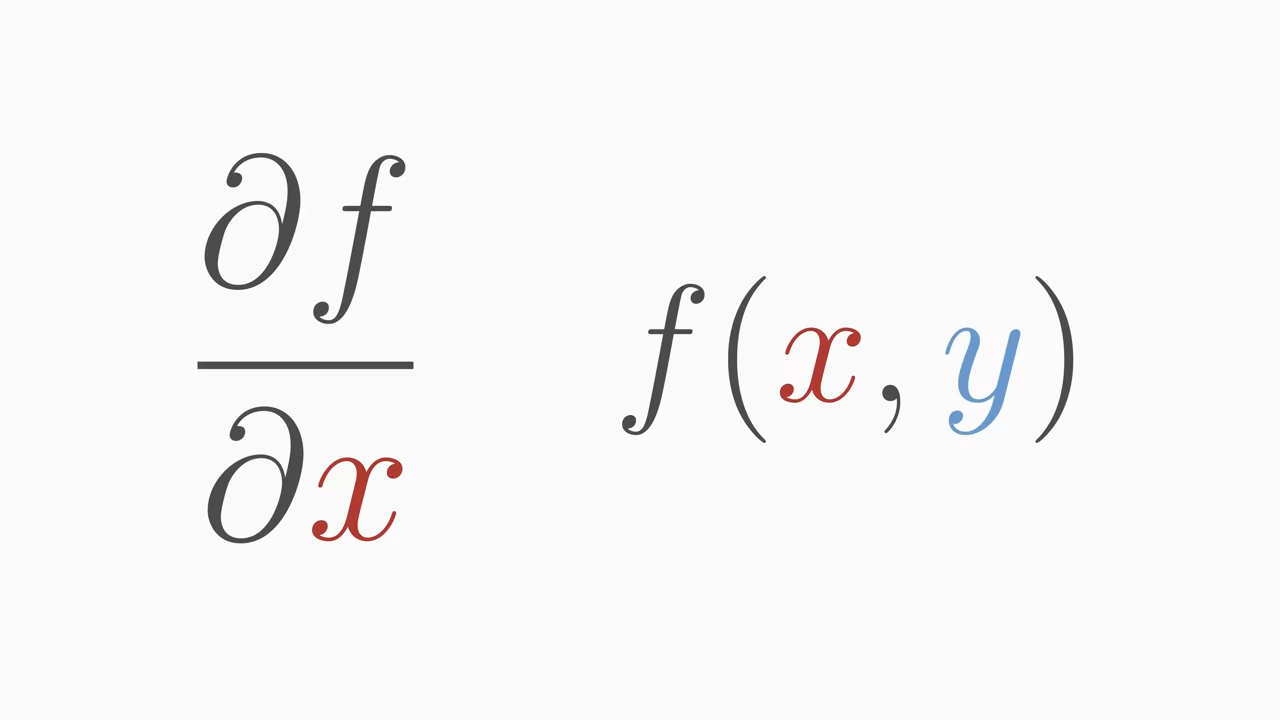 ∂f
∂x
f(x, y)